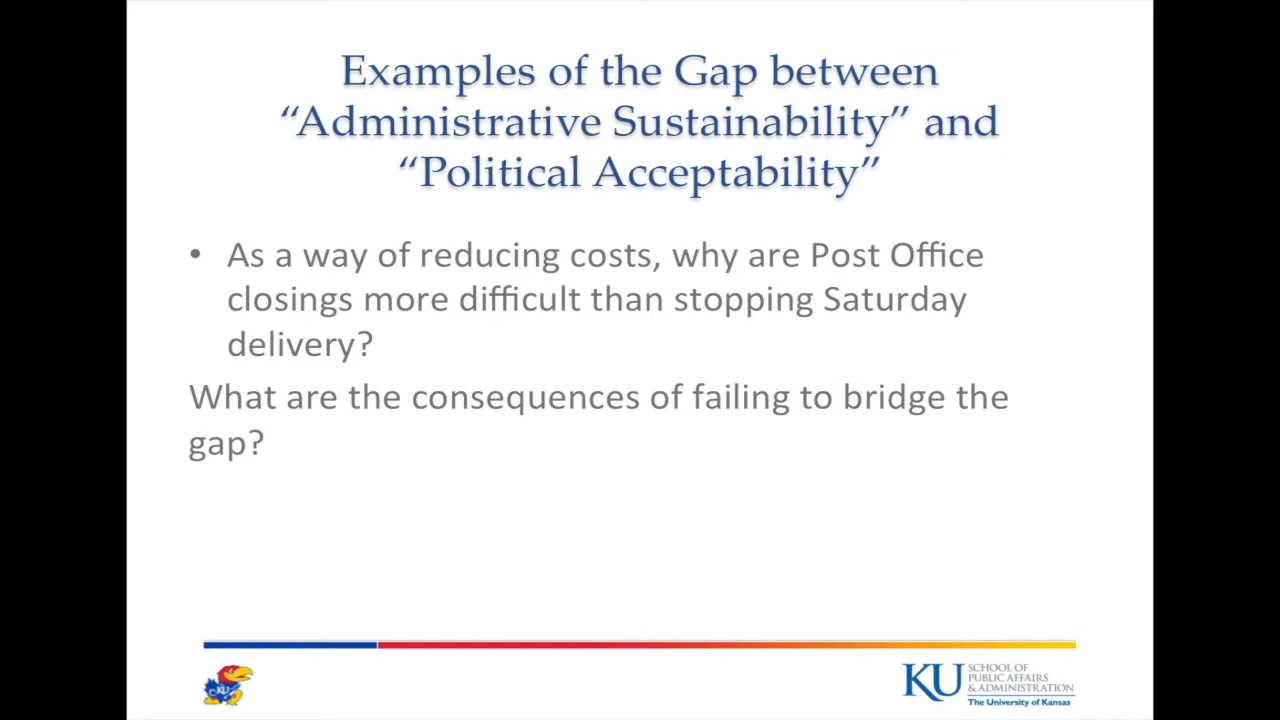 Examples of the Gap between
“Administrative Sustainability” and
“Political Acceptability”
• As a way of reducing costs, why are Post Office
closings more difficult than stopping Saturday
delivery?
What are the consequences of failing to bridge the
gap?
KU
KU
SCHOOL OF
PUBLIC AFFAIRS
& ADMINISTRATION
The University of Kansas